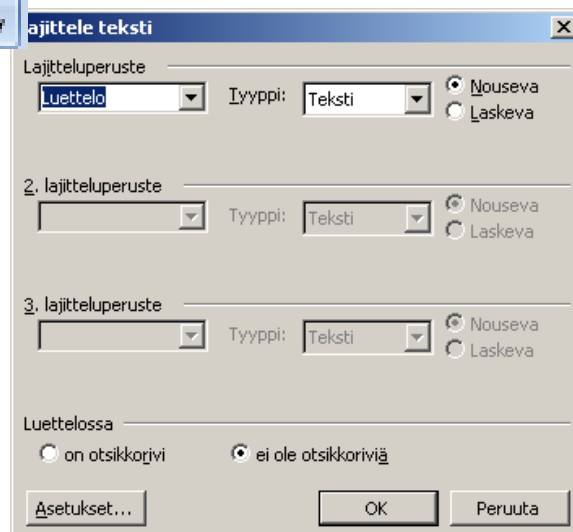 ajittele teksti
Lajitteluperuste
Luettelo Tyyppi: Teksti Nouseva
Laskeva
2. lajitteluperuste
Tyyppi: Teksti Nouseva
Laskeva
3. lajitteluperuste
Tyyppi: Teksti Nouseva
Laskeva
Luettelossa
on otsikkorivi ei ole otsikkoriviä
Asetukset... OK Peruuta